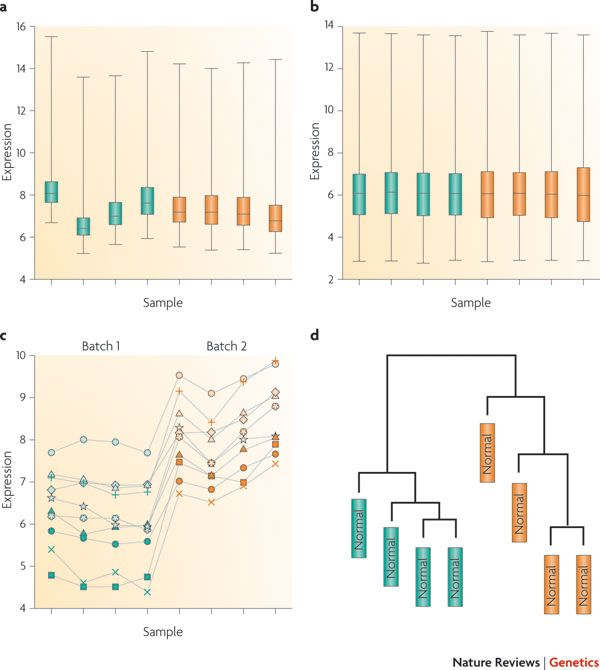 a
16
14
12
10
8
6
4
Expression
Sample
b
14
12
10
8
6
4
2
Expression
Sample
c
Batch 1
Batch 2
10
9
8
7
6
5
4
Expression
Sample
d
Normal
Normal
Normal
Normal
Normal
Normal
Normal
Normal
Nature Reviews | Genetics